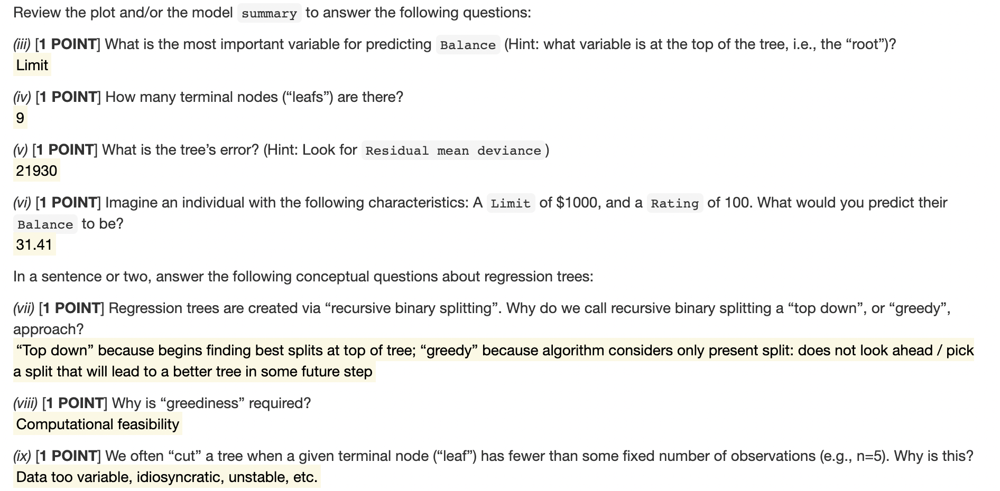 Review the plot and/or the model summary to answer the following questions:
(iii) [1 POINT] What is the most important variable for predicting Balance (Hint: what variable is at the top of the tree, i.e., the “root”)?
Limit
(iv) [1 POINT] How many terminal nodes (“leafs”) are there?
9
(v) [1 POINT] What is the tree’s error? (Hint: Look for Residual mean deviance)
21930
(vi) [1 POINT] Imagine an individual with the following characteristics: A Limit of $1000, and a Rating of 100. What would you predict their
Balance to be?
31.41
In a sentence or two, answer the following conceptual questions about regression trees:
(vii) [1 POINT] Regression trees are created via “recursive binary splitting”. Why do we call recursive binary splitting a “top down”, or “greedy”,
approach?
“Top down” because begins finding best splits at top of tree; “greedy” because algorithm considers only present split: does not look ahead / pick
a split that will lead to a better tree in some future step
(viii) [1 POINT] Why is “greediness” required?
Computational feasibility
(ix) [1 POINT] We often “cut” a tree when a given terminal node (“leaf”) has fewer than some fixed number of observations (e.g., n=5). Why is this?
Data too variable, idiosyncratic, unstable, etc.